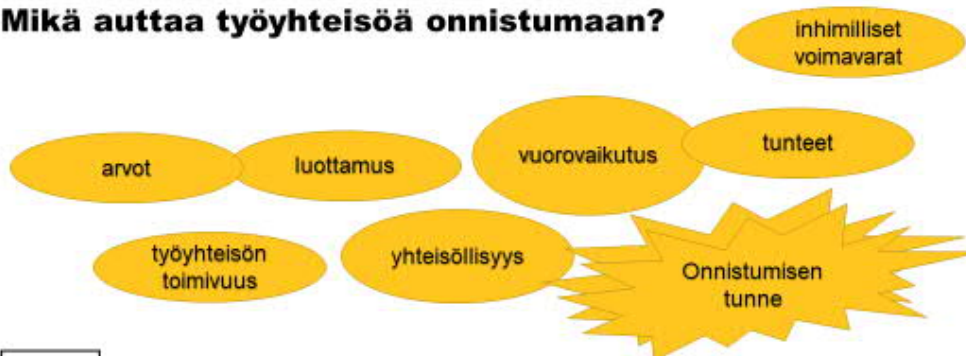 Mikä auttaa työyhteisöä onnistumaan?
inhimilliset
voimavarat
arvot
luottamus
vuorovaikutus
tunteet
työyhteisön
toimivuus
yhteisöllisyys
Onnistumisen
tunne